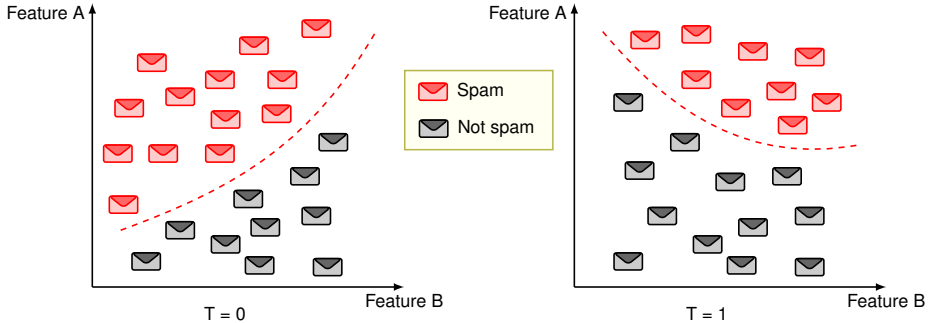 Feature A
Feature B
T = 0
Spam
Not spam
Feature A
Feature B
T = 1